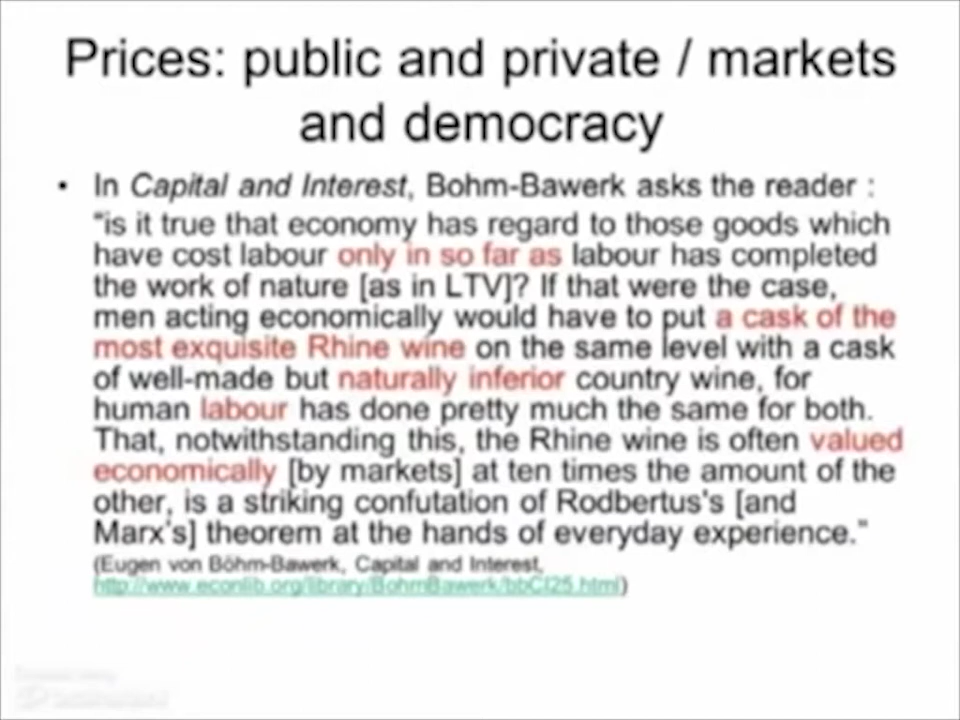 Prices: public and private / markets
and democracy
• In Capital and Interest, Bohm-Bawerk asks the reader :
"is it true that economy has regard to those goods which
have cost labour only in so far as labour has completed
the work of nature [as in LTV]? If that were the case,
men acting economically would have to put a cask of the
most exquisite Rhine wine on the same level with a cask
of well-made but naturally inferior country wine, for
human labour has done pretty much the same for both.
That, notwithstanding this, the Rhine wine is often valued
economically [by markets] at ten times the amount of the
other, is a striking confutation of Rodbertus's [and
Marx's] theorem at the hands of everyday experience."
(Eugen von Böhm-Bawerk, Capital and Interest,
http://www.econlib.org/library/BohmBawerk/bbCI25.html)